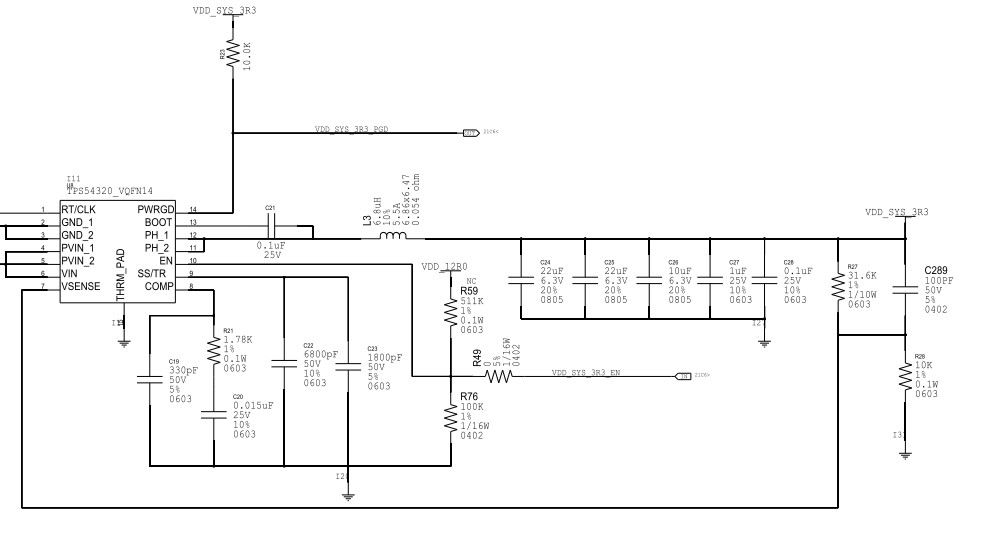 VDD_SYS_3R3
R23
10.0K
VDD_SYS_3R3_PGD
OUT
21C6<
I11
TPS54320_VQFN14
1 RT/CLK PWRGD 14
2 GND_1 BOOT 13
3 GND_2 PH_1 12
4 PVIN_1 PH_2 11
5 PVIN_2 EN 10
6 VIN SS/TR 9
7 VSENSE COMP 8
THRM_PAD
C21
0.1uF
25V
L3
6.8uH
10%
5.5A
6.86x6.47
0.054 ohm
VDD_12R0
NC
R59
511K
1%
0.1W
0603
R49
0
5%
1/16W
0402
VDD_SYS_3R3_EN
IN
21C6>
R76
100K
1%
1/16W
0402
C24
22uF
6.3V
20%
0805
C25
22uF
6.3V
20%
0805
C26
10uF
6.3V
20%
0805
C27
1uF
25V
10%
0603
C28
0.1uF
25V
10%
0603
VDD_SYS_3R3
R27
31.6K
1%
1/10W
0603
C289
100PF
50V
5%
0402
R28
10K
1%
0.1W
0603
C19
330pF
50V
5%
0603
R21
1.78K
1%
0.1W
0603
C20
0.015uF
25V
10%
0603
C22
6800pF
50V
10%
0603
C23
1800pF
50V
5%
0603